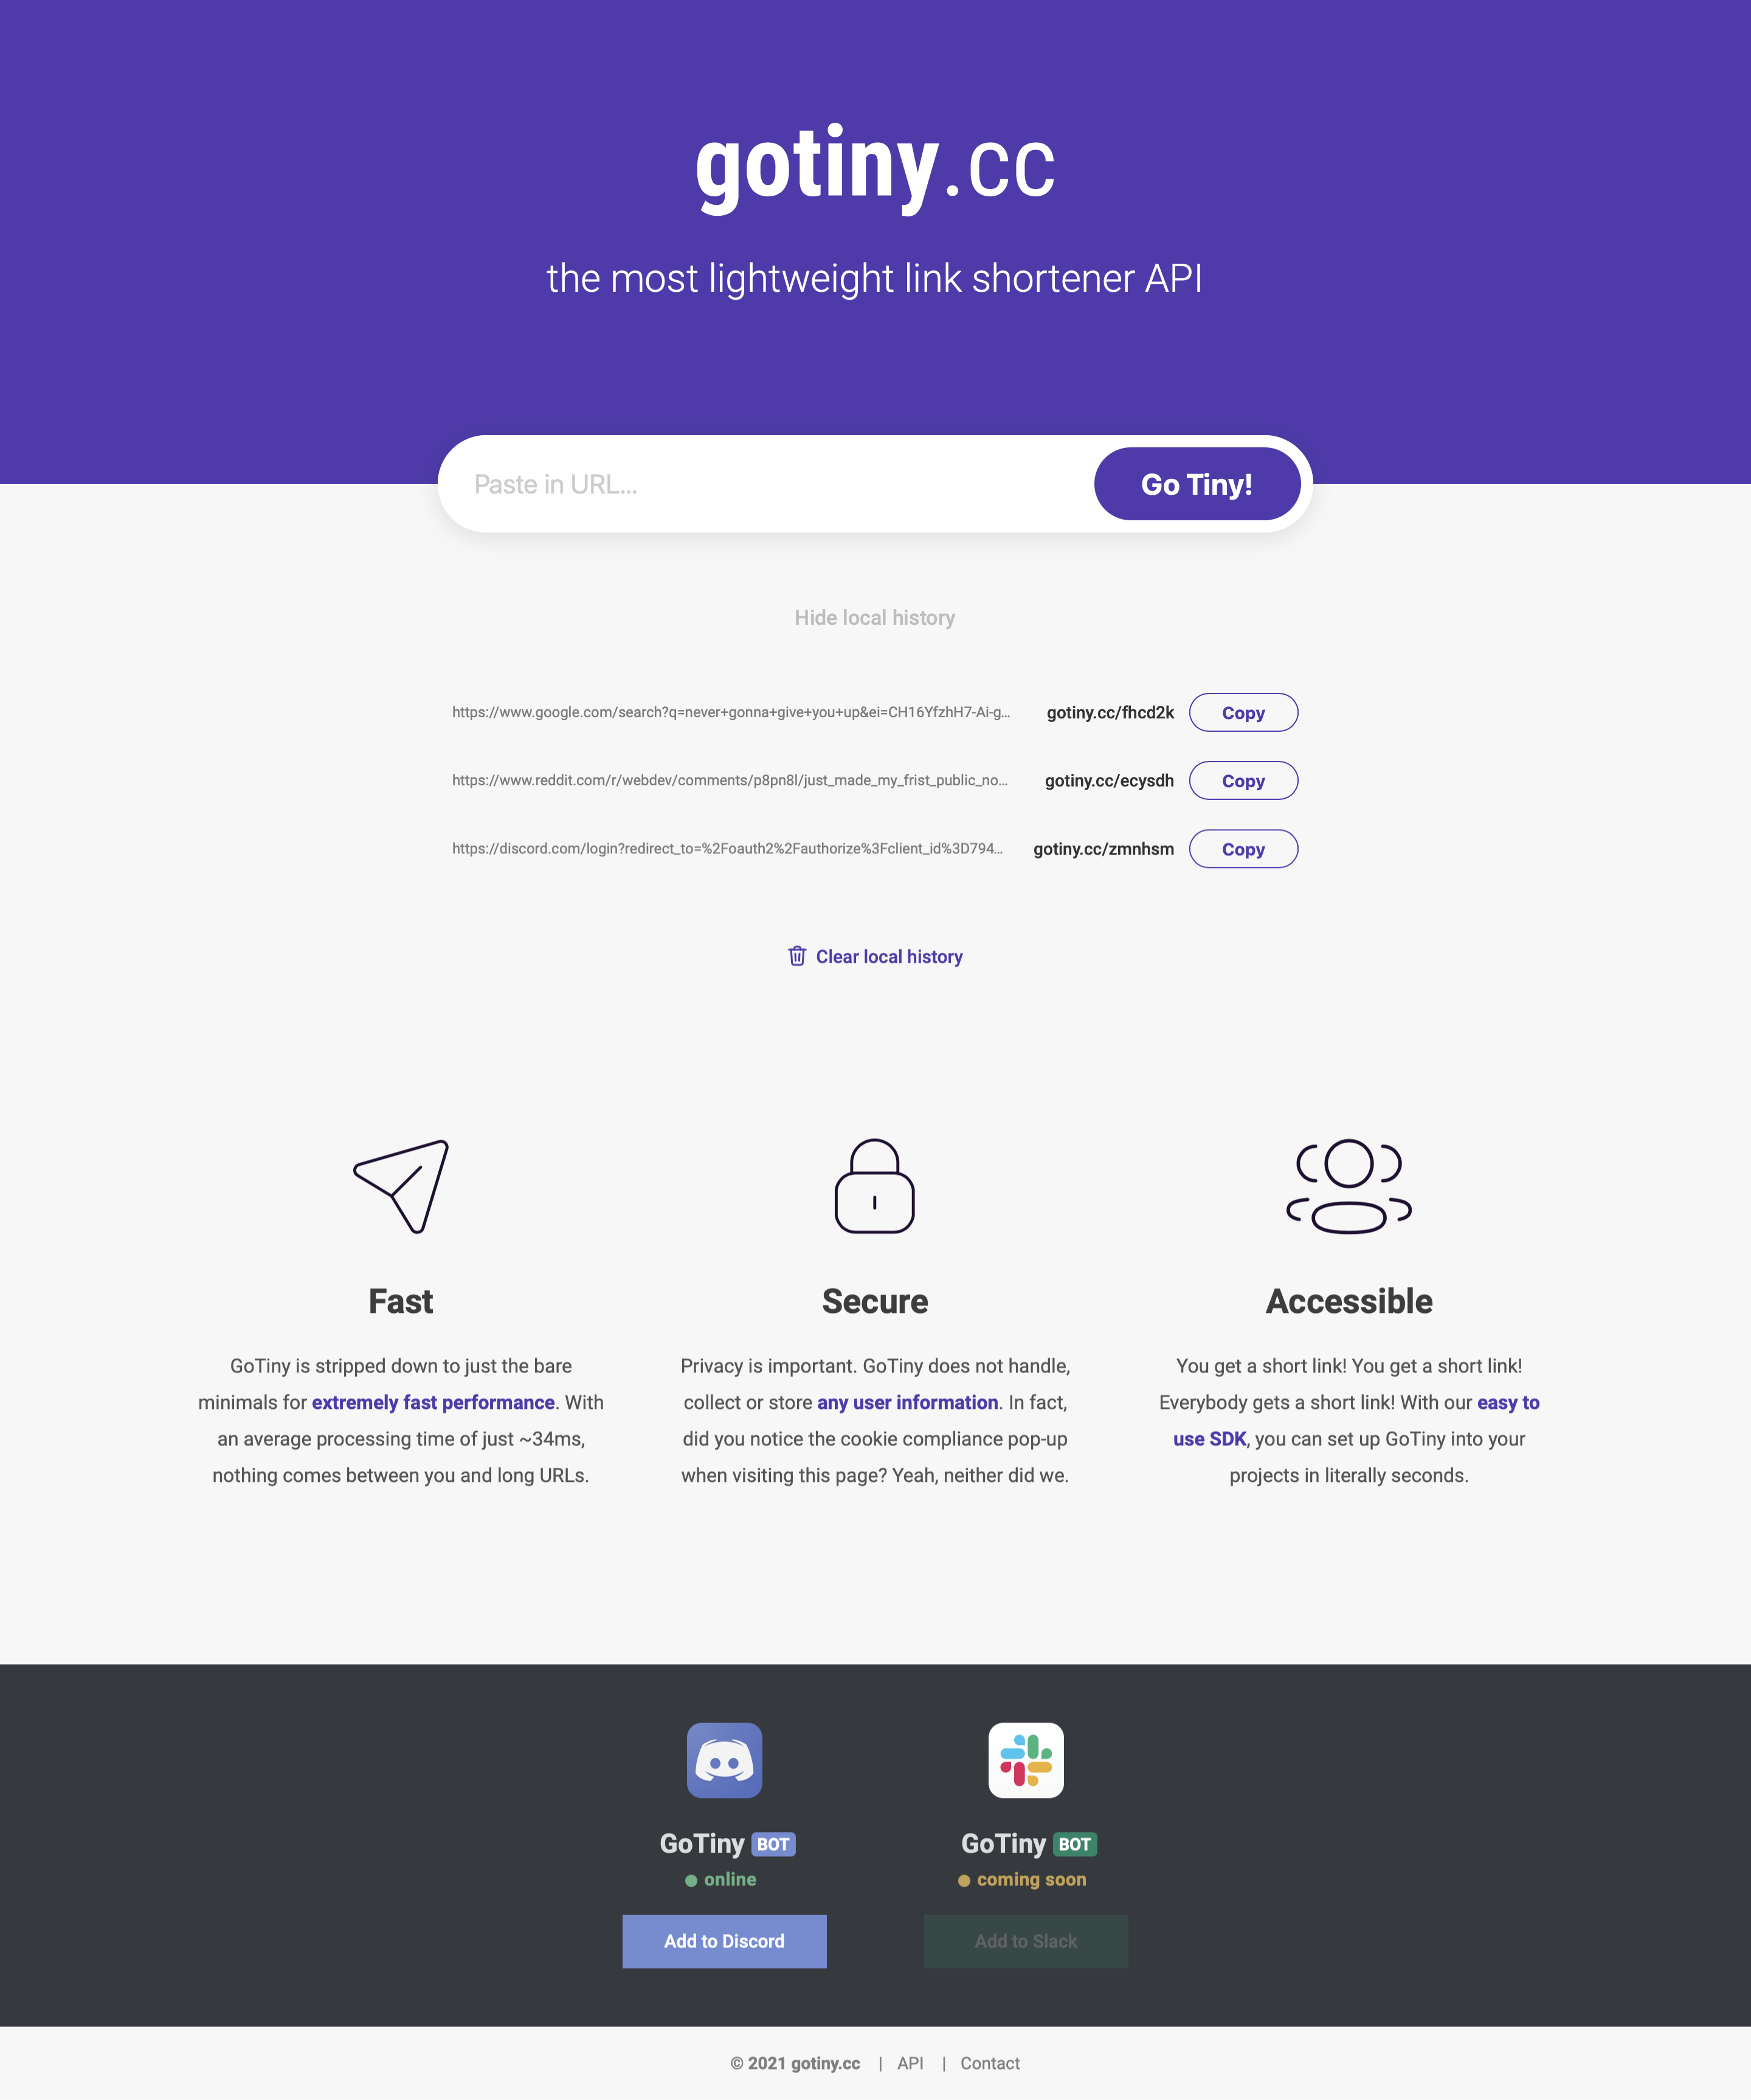 gotiny.cc
the most lightweight link shortener API
Paste in URL...
Go Tiny!
Hide local history
https://www.google.com/search?q=never+gonna+give+you+up&ei=CH16YfzhH7-Ai-g... gotiny.cc/fhcd2k Copy
https://www.reddit.com/r/webdev/comments/p8pn8l/just_made_my_frist_public_no... gotiny.cc/ecysdh Copy
https://discord.com/login?redirect_to=%2Foauth2%2Fauthorize%3Fclient_id%3D794... gotiny.cc/zmnhsm Copy
Clear local history
Fast
GoTiny is stripped down to just the bare
minimals for extremely fast performance. With
an average processing time of just ~34ms,
nothing comes between you and long URLs.
Secure
Privacy is important. GoTiny does not handle,
collect or store any user information. In fact,
did you notice the cookie compliance pop-up
when visiting this page? Yeah, neither did we.
Accessible
You get a short link! You get a short link!
Everybody gets a short link! With our easy to
use SDK, you can set up GoTiny into your
projects in literally seconds.
GoTiny BOT
online
Add to Discord
GoTiny BOT
coming soon
Add to Slack
© 2021 gotiny.cc | API | Contact